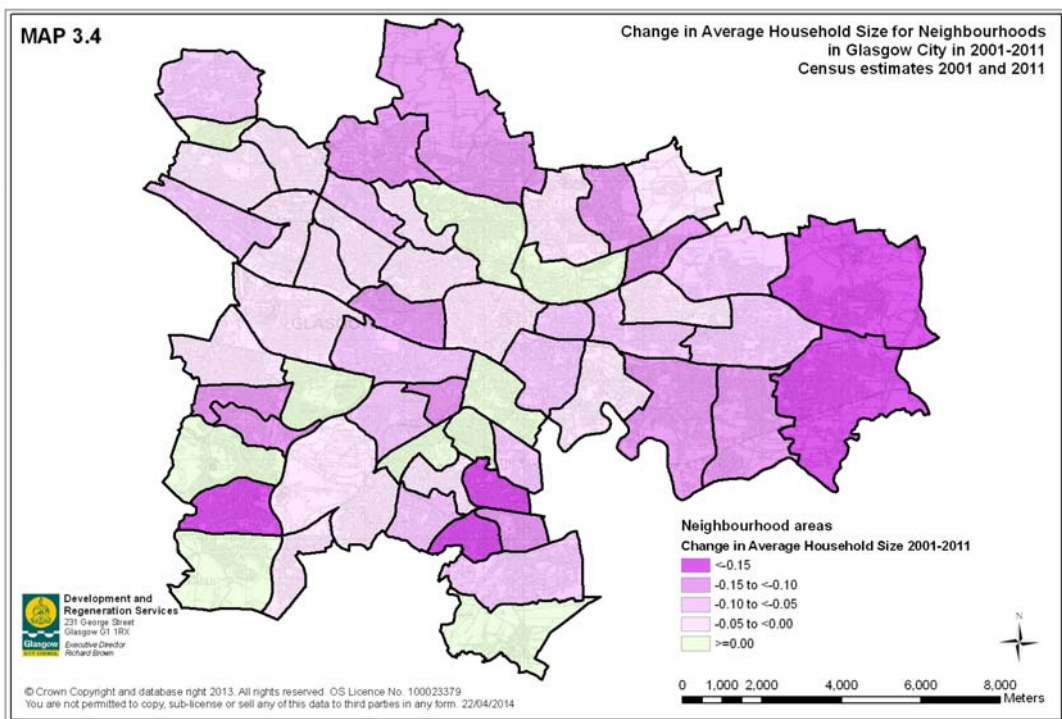 MAP 3.4
Change in Average Household Size for Neighbourhoods
in Glasgow City in 2001-2011
Census estimates 2001 and 2011
GLASGO
Neighbourhood areas
Change in Average Household Size 2001-2011
<-0.15
-0.15 to <-0.10
-0.10 to <-0.05
-0.05 to <0.00
>=0.00
N
0 1,000 2,000 4,000 6,000 8,000
Meters
Glasgow
CITY COUNCIL
Development and
Regeneration Services
231 George Street
Glasgow G1 1RX
Executive Director
Richard Brown
© Crown Copyright and database right 2013. All rights reserved. OS Licence No. 100023379
You are not permitted to copy, sub-license or sell any of this data to third parties in any form. 22/04/2014